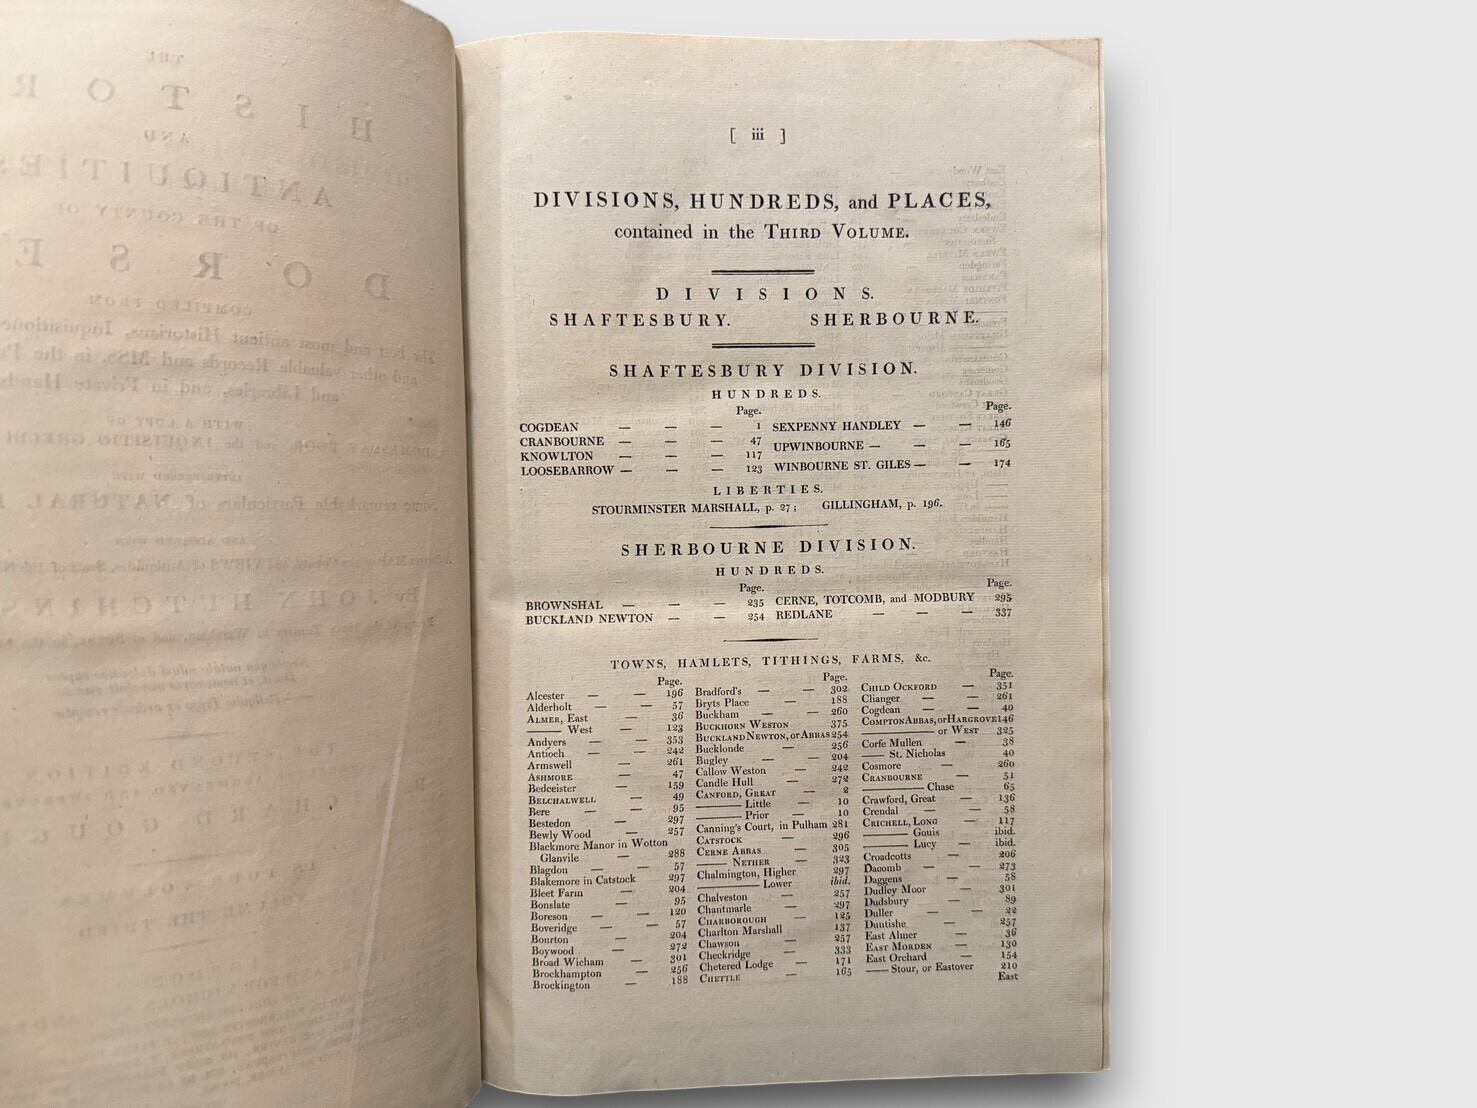 [ iii ]
DIVISIONS, HUNDREDS, and PLACES,
contained in the THIRD VOLUME.
DIVISIONS.
SHAFTESBURY. SHERBOURNE.
SHAFTESBURY DIVISION.
HUNDREDS.
Page.
COGDEAN — — — 1
CRANBOURNE — — — 47
KNOWLTON — — — 117
LOOSEBARROW — — — 123
Page.
SEXPENNY HANDLEY — — 146
UPWINBOURNE — — — 165
WINBOURNE ST. GILES — — 174
LIBERTIES.
STOURMINSTER MARSHALL, p. 27; GILLINGHAM, p. 196.
SHERBOURNE DIVISION.
HUNDREDS.
Page.
BROWNSHAL — — — 235
BUCKLAND NEWTON — — 254
Page.
CERNE, TOTCOMB, and MODBURY 295
REDLANE — — — 337
TOWNS, HAMLETS, TITHINGS, FARMS, &c.
Page.
Alcester — — 196
Alderholt — — 57
ALMER, East — 36
—— West — 123
Andyers — — 353
Antioch — — 242
Armswell — 261
ASHMORE — 47
Bedceister — 159
BELCHALWELL — 49
Bere — — 95
Bestedon — 297
Bewly Wood — 257
Blackmore Manor in Wotton
Glanvile — 288
Blagdon — 57
Blakemore in Catstock 297
Bleet Farm — 204
Bonslate — 95
Boreson — — 120
Boveridge — 57
Bourton — 204
Boywood — 272
Broad Wicham — 301
Brockhampton — 256
Brockington — 188
Page.
Bradford's — — 302
Bryts Place — 188
Buckham — 260
BUCKHORN WESTON 375
BUCKLAND NEWTON, or ABBAS 254
Bucklonde — 256
Bugley — 204
Callow Weston 242
Candle Hull — 272
CANFORD, GREAT — 2
—— Little — 10
—— Prior — 10
Canning's Court, in Pulham 281
CATSTOCK — 296
CERNE ABBAS — 305
—— NETHER — 323
Chalmington, Higher 297
—— Lower ibid.
Chalveston — 257
Chantmarle — 297
CHARBOROUGH — 125
Charlton Marshall 137
Chawson — 257
Checkridge — 333
Chetered Lodge — 171
CHETTLE — 165
Page.
CHILD OCKFORD — 351
Clianger — — 261
Cogdean — — 40
COMPTON ABBAS, or HARGROVE 146
—— or WEST 325
Corfe Mullen — 38
—— St. Nicholas 40
Cosmore — 260
CRANBOURNE — 51
—— Chase 65
Crawford, Great — 136
Crendal — 58
CRICHELL, LONG — 117
—— Gouis ibid.
—— Lucy — ibid.
Croadcotts — 206
Dacomb — — 273
Daggens — 58
Dudley Moor — 301
Dudsbury — 89
Duller — — 22
Duntishe — 257
East Almer — 36
EAST MORDEN — 130
East Orchard — 154
—— Stour, or Eastover 210
East